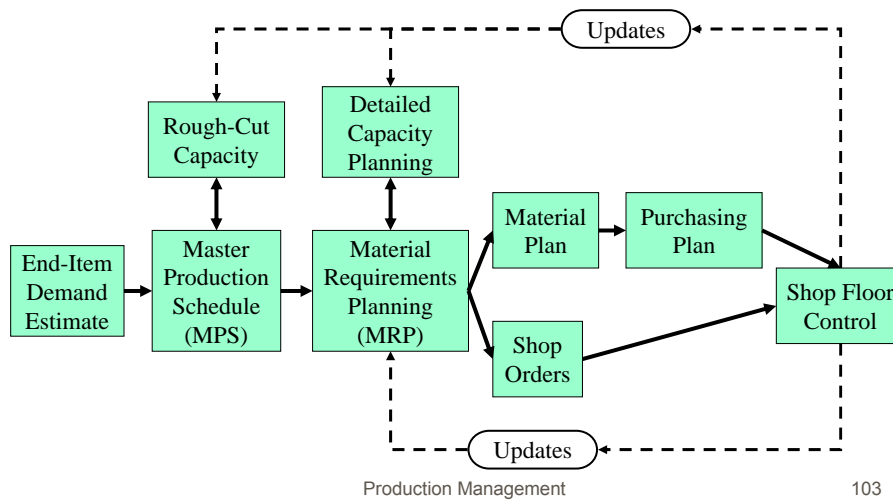 Updates
Rough-Cut
Capacity
Detailed
Capacity
Planning
End-Item
Demand
Estimate
Master
Production
Schedule
(MPS)
Material
Requirements
Planning
(MRP)
Material
Plan
Purchasing
Plan
Shop
Orders
Shop Floor
Control
Updates
Production Management
103